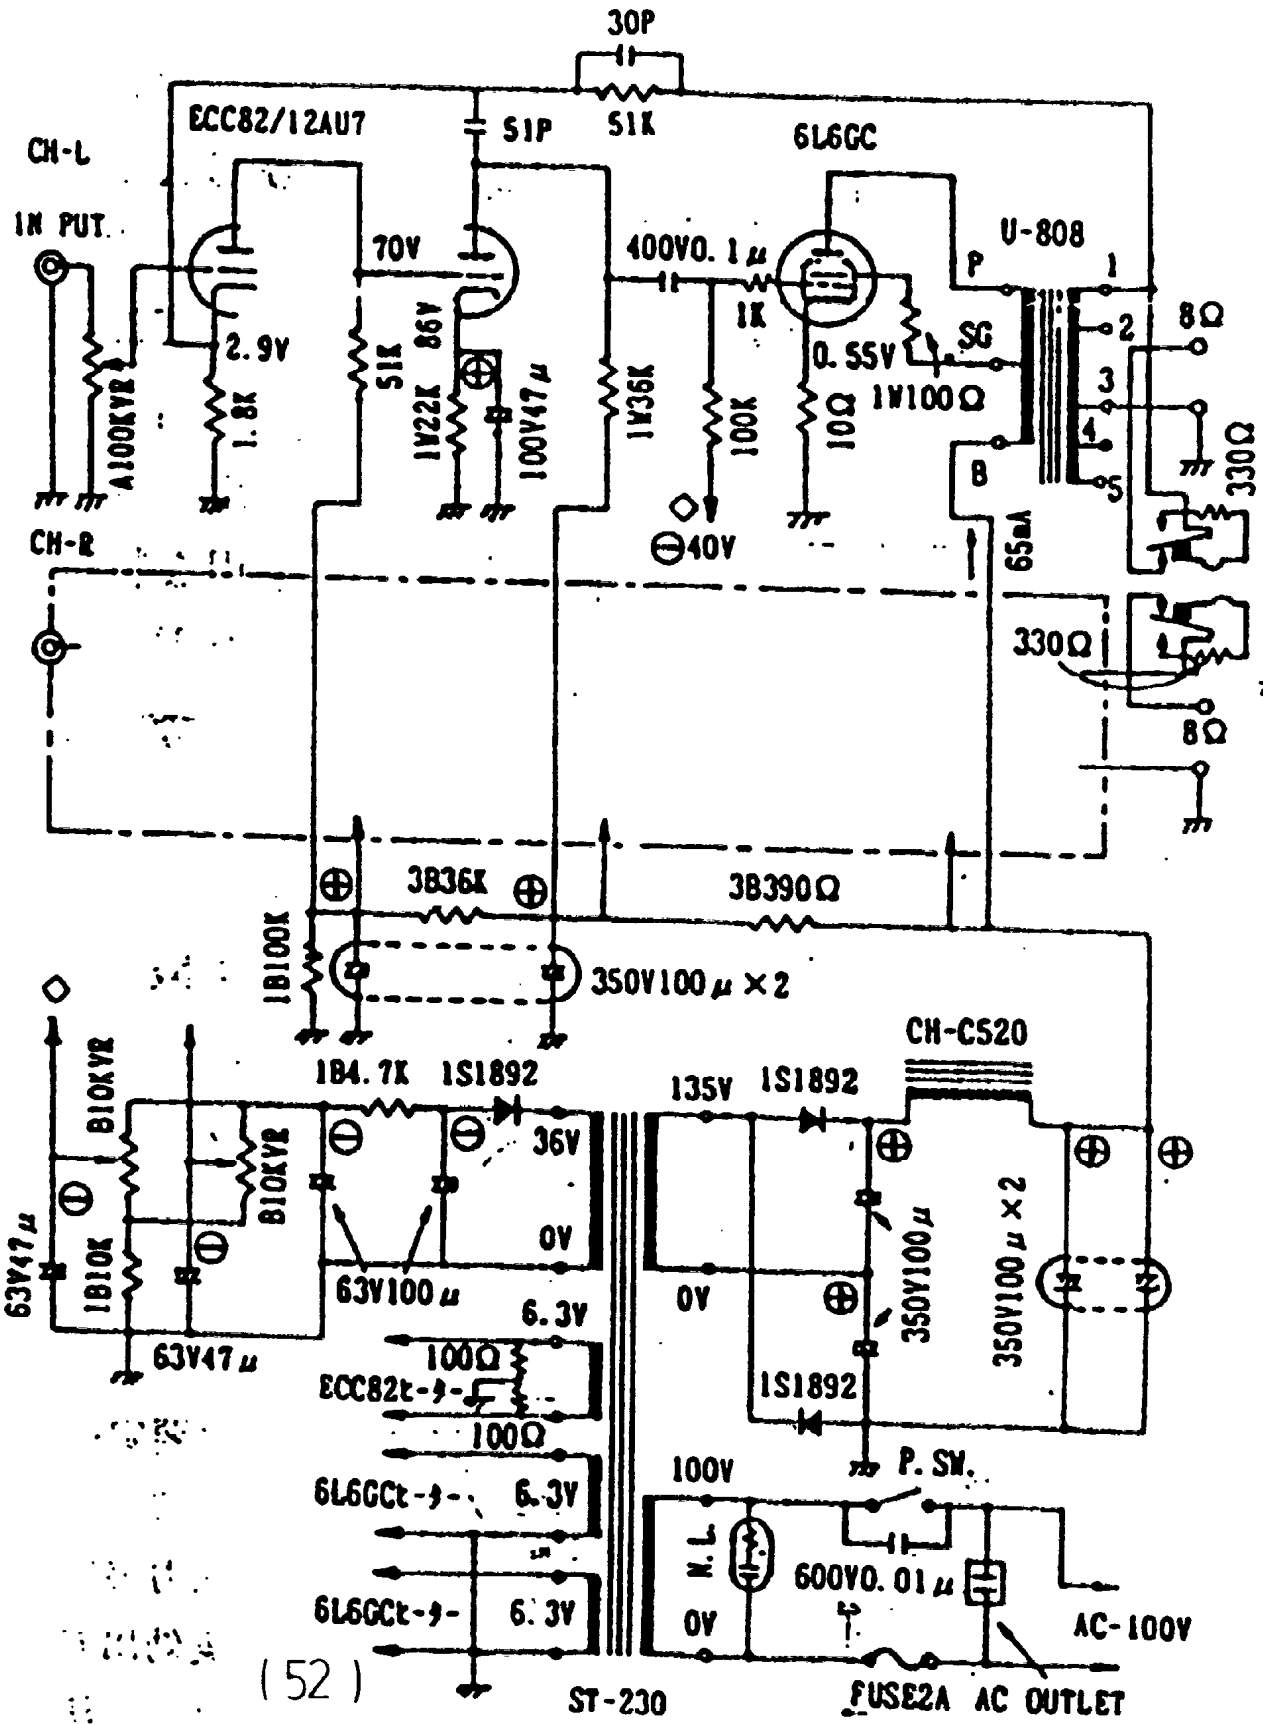 30P
51K
ECC82/12AU7
51P
6L6GC
CH-L
IN PUT
U-808
70V
400V0.1μ
P
1
1K
2
8Ω
2.9V
86V
51K
0.55V
SG
1W100Ω
3
A100KVR
1.8K
1W22K
⊕
100V47μ
1W36K
100K
10Ω
4
B
5
330Ω
◇
⊖40V
65mA
CH-R
330Ω
8Ω
⊕
3B36K
⊕
3B390Ω
1B100K
350V100μ×2
◇
CH-C520
B10KVR
1B4.7K
1S1892
135V
1S1892
⊖
⊖
36V
⊕
⊕
⊕
B10KVR
⊖
⊖
63V47μ
1B10K
0V
63V100μ
0V
⊕
350V100μ
350V100μ×2
63V47μ
6.3V
100Ω
ECC82ヒーター
1S1892
100Ω
6L6GCヒーター
6.3V
100V
P.SW.
N.L.
600V0.01μ
6L6GCヒーター
6.3V
0V
AC-100V
(52)
ST-230
FUSE2A
AC OUTLET